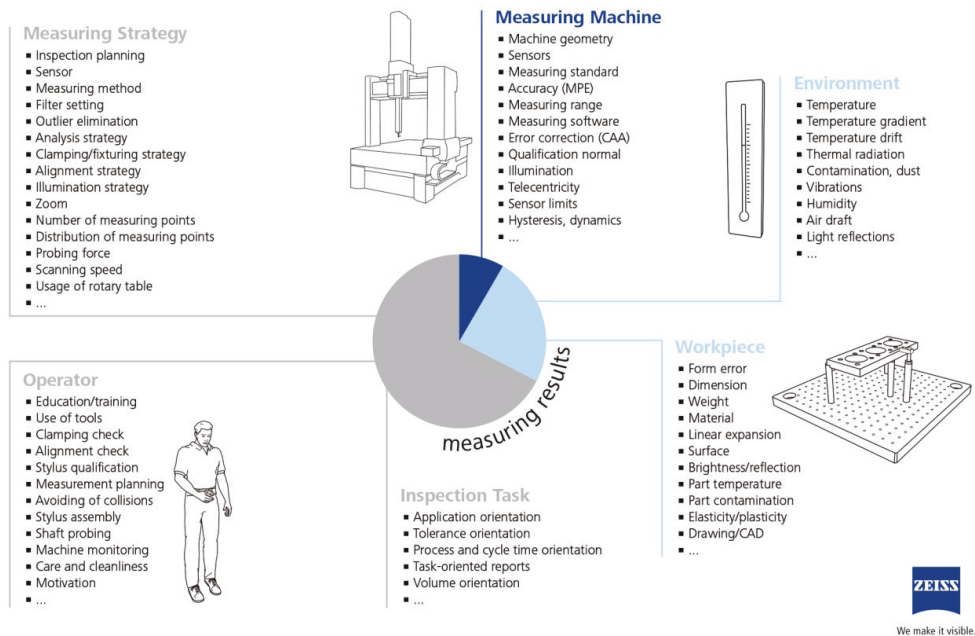 Measuring Strategy
▪ Inspection planning
▪ Sensor
▪ Measuring method
▪ Filter setting
▪ Outlier elimination
▪ Analysis strategy
▪ Clamping/fixturing strategy
▪ Alignment strategy
▪ Illumination strategy
▪ Zoom
▪ Number of measuring points
▪ Distribution of measuring points
▪ Probing force
▪ Scanning speed
▪ Usage of rotary table
▪ ...
Measuring Machine
▪ Machine geometry
▪ Sensors
▪ Measuring standard
▪ Accuracy (MPE)
▪ Measuring range
▪ Measuring software
▪ Error correction (CAA)
▪ Qualification normal
▪ Illumination
▪ Telecentricity
▪ Sensor limits
▪ Hysteresis, dynamics
▪ ...
Environment
▪ Temperature
▪ Temperature gradient
▪ Temperature drift
▪ Thermal radiation
▪ Contamination, dust
▪ Vibrations
▪ Humidity
▪ Air draft
▪ Light reflections
▪ ...
measuring results
Operator
▪ Education/training
▪ Use of tools
▪ Clamping check
▪ Alignment check
▪ Stylus qualification
▪ Measurement planning
▪ Avoiding of collisions
▪ Stylus assembly
▪ Shaft probing
▪ Machine monitoring
▪ Care and cleanliness
▪ Motivation
▪ ...
Inspection Task
▪ Application orientation
▪ Tolerance orientation
▪ Process and cycle time orientation
▪ Task-oriented reports
▪ Volume orientation
▪ ...
Workpiece
▪ Form error
▪ Dimension
▪ Weight
▪ Material
▪ Linear expansion
▪ Surface
▪ Brightness/reflection
▪ Part temperature
▪ Part contamination
▪ Elasticity/plasticity
▪ Drawing/CAD
▪ ...
ZEISS
We make it visible.